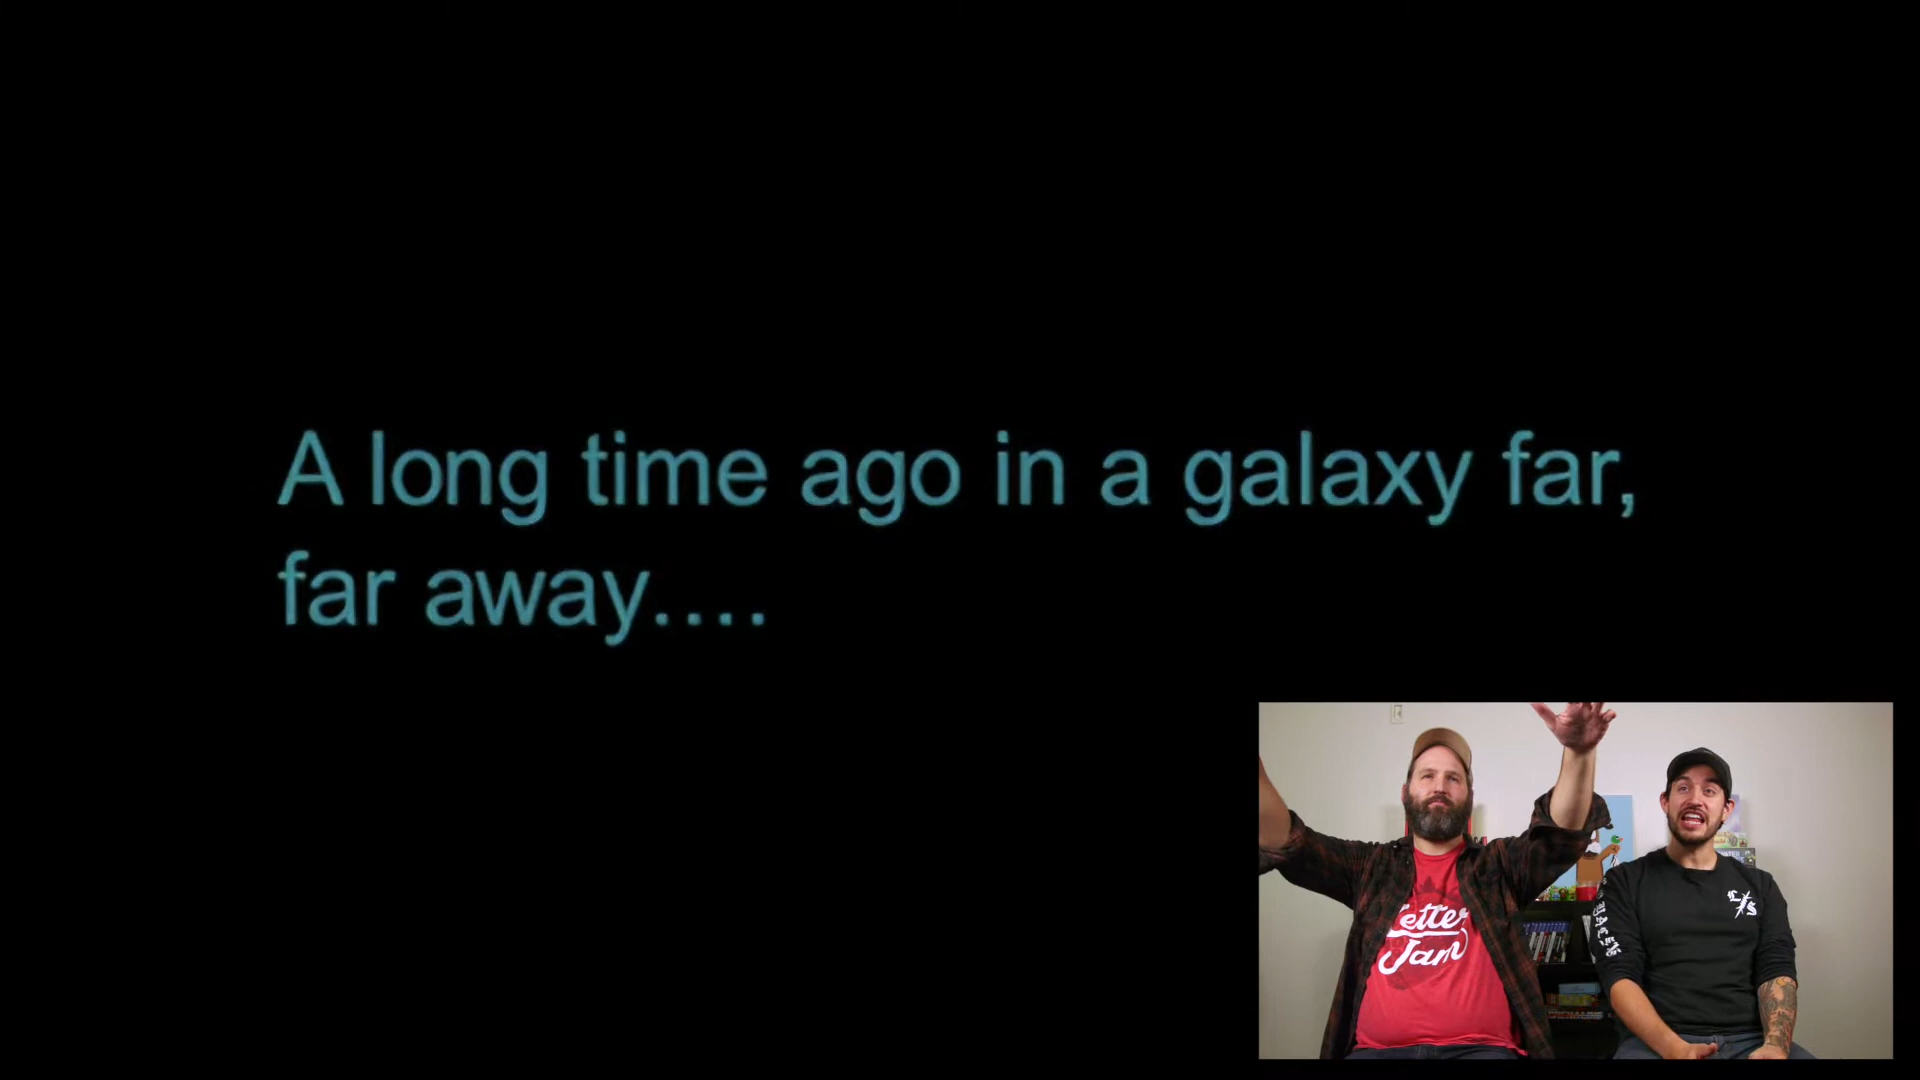 A long time ago in a galaxy far,
far away....
Letter
Jam
L S